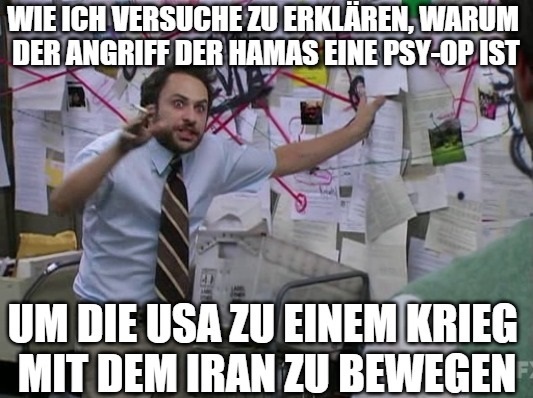 WIE ICH VERSUCHE ZU ERKLÄREN, WARUM
DER ANGRIFF DER HAMAS EINE PSY-OP IST
UM DIE USA ZU EINEM KRIEG
MIT DEM IRAN ZU BEWEGEN